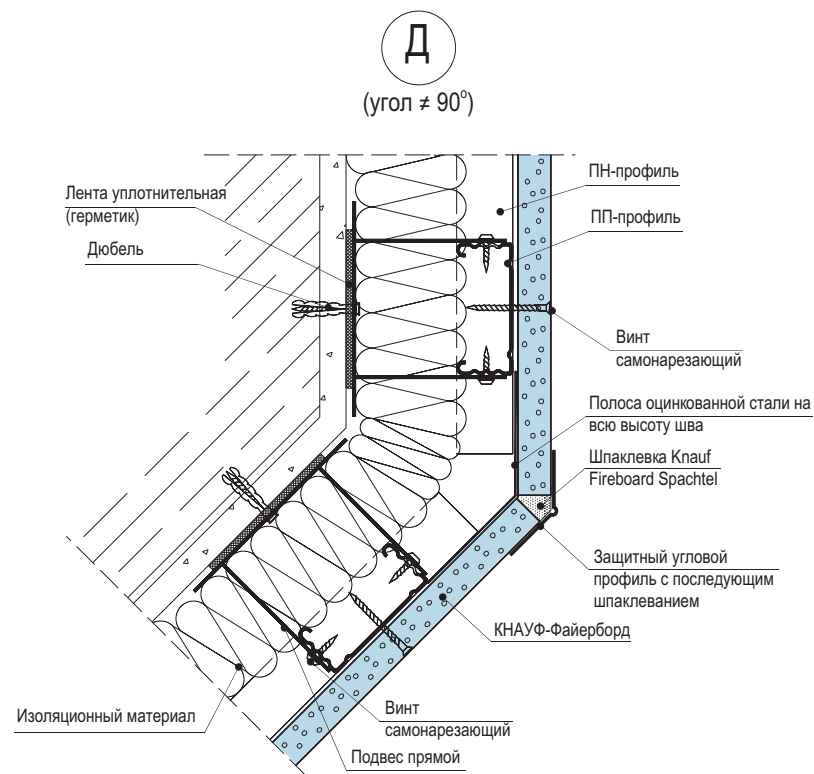 Д
(угол ≠ 90°)
ПН-профиль
Лента уплотнительная
(герметик)
ПП-профиль
Дюбель
Винт
самонарезающий
Полоса оцинкованной стали на
всю высоту шва
Шпаклевка Knauf
Fireboard Spachtel
Защитный угловой
профиль с последующим
шпаклеванием
КНАУФ-Файерборд
Изоляционный материал
Винт
самонарезающий
Подвес прямой